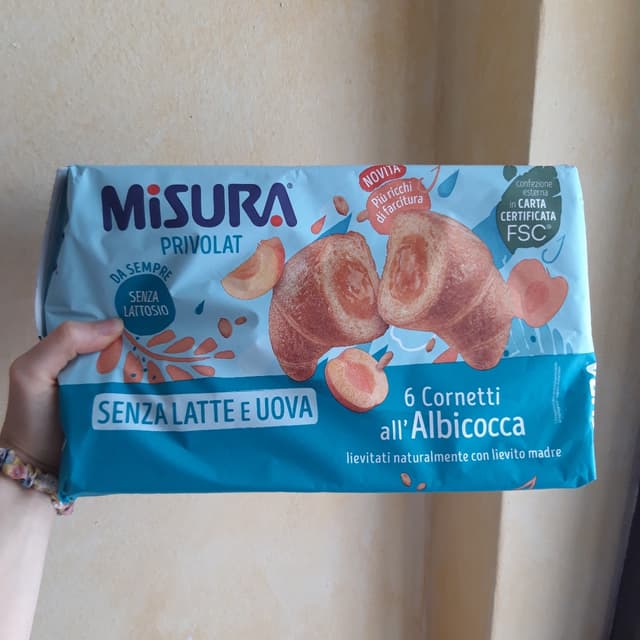 MiSURA®
PRIVOLAT
DA SEMPRE
SENZA
LATTOSIO
NOVITÀ
Più ricchi
di farcitura
confezione
esterna
in CARTA
CERTIFICATA
FSC®
SENZA LATTE E UOVA
6 Cornetti
all'Albicocca
lievitati naturalmente con lievito madre